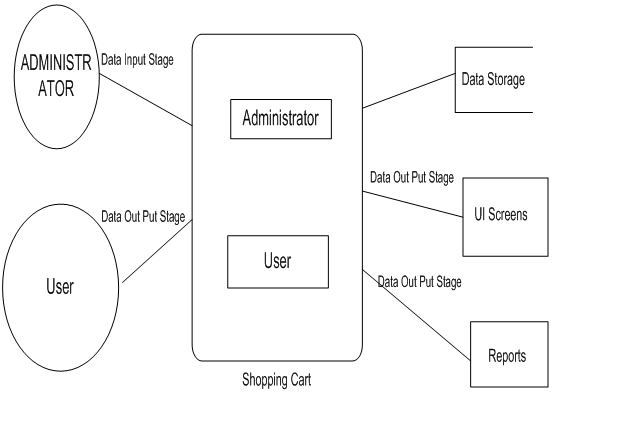 ADMINISTR
ATOR
Data Input Stage
Administrator
Data Storage
Data Out Put Stage
UI Screens
Data Out Put Stage
User
User
Data Out Put Stage
Reports
Shopping Cart